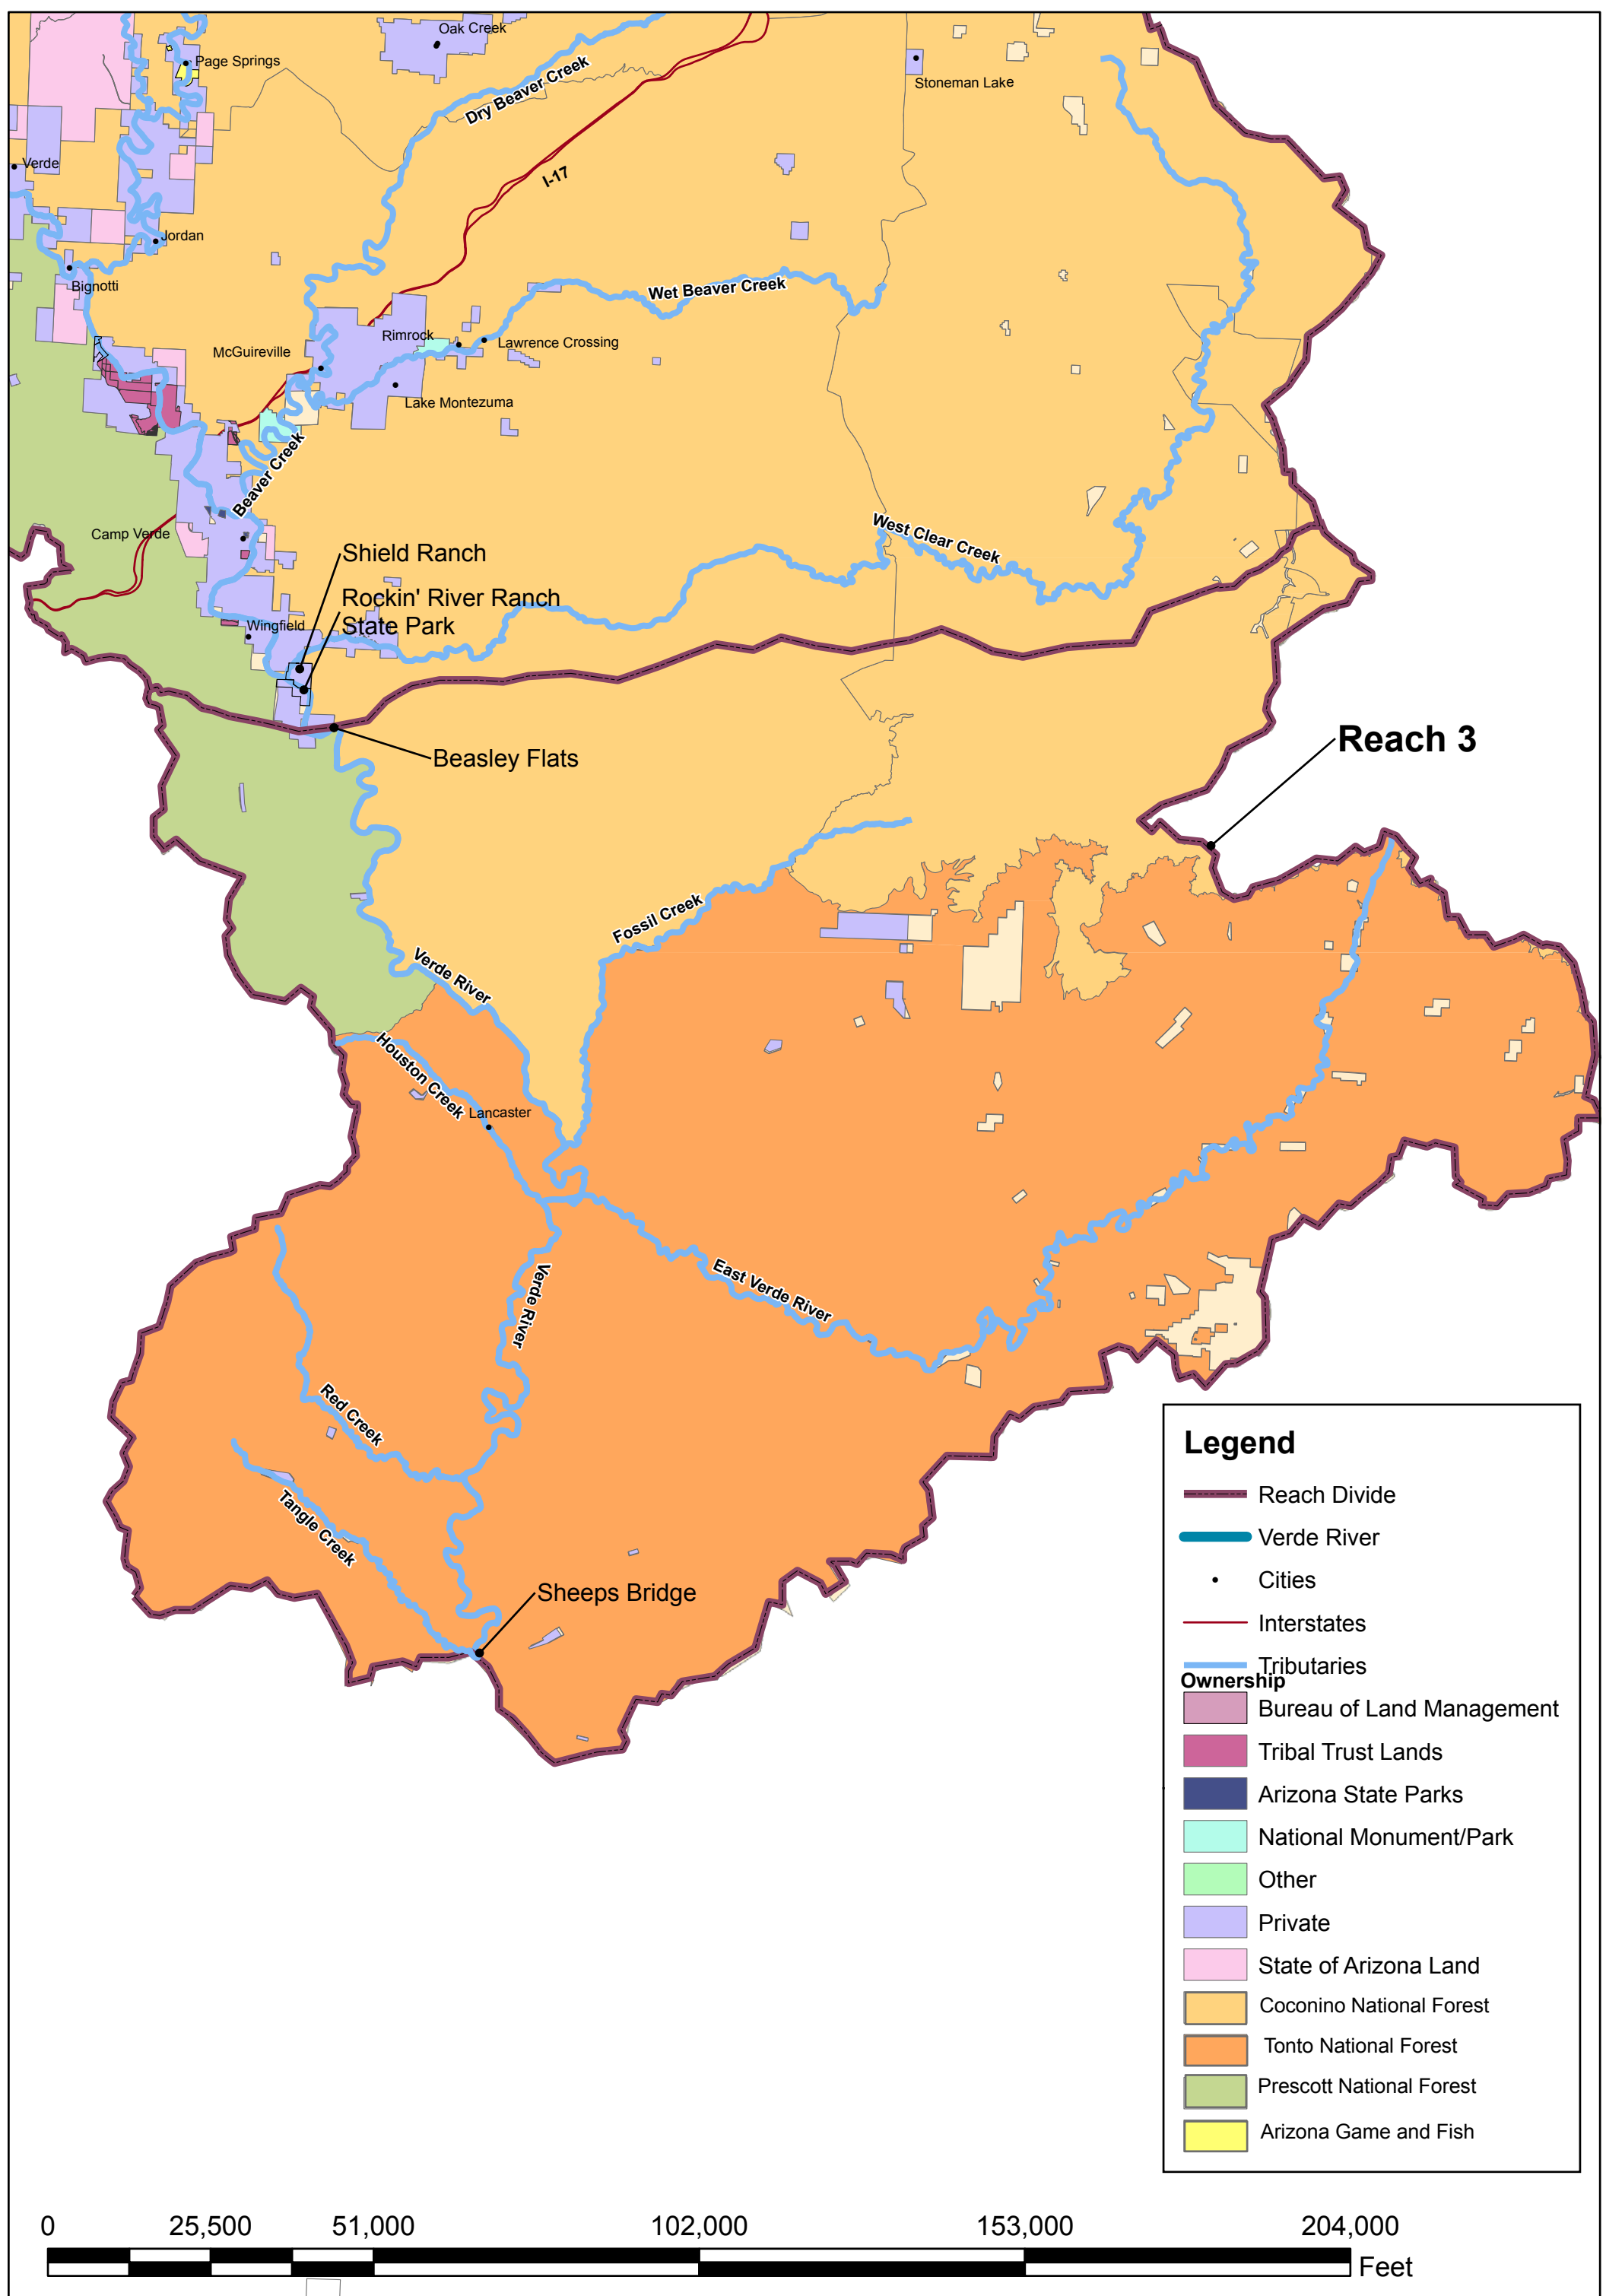 Oak Creek
Page Springs
Dry Beaver Creek
Stoneman Lake
I-17
Verde
Jordan
Bignotti
Wet Beaver Creek
Rimrock
Lawrence Crossing
McGuireville
Lake Montezuma
Beaver Creek
Camp Verde
West Clear Creek
Shield Ranch
Rockin' River Ranch
State Park
Wingfield
Beasley Flats
Reach 3
Fossil Creek
Verde River
Houston Creek
Lancaster
East Verde River
Verde River
Red Creek
Tangle Creek
Sheeps Bridge
Legend
Reach Divide
Verde River
Cities
Interstates
Tributaries
Ownership
Bureau of Land Management
Tribal Trust Lands
Arizona State Parks
National Monument/Park
Other
Private
State of Arizona Land
Coconino National Forest
Tonto National Forest
Prescott National Forest
Arizona Game and Fish
0 25,500 51,000 102,000 153,000 204,000
Feet